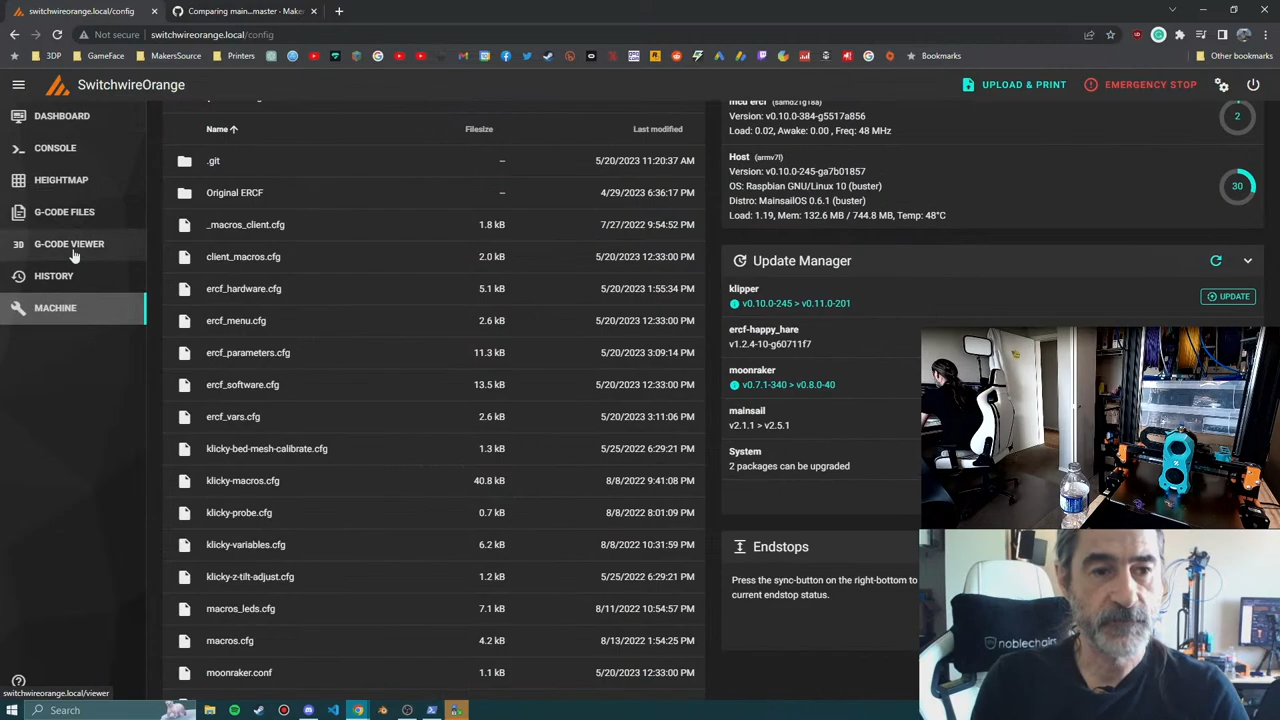 switchwireorange.local/config
Comparing main...master - Maker
Not secure
switchwireorange.local/config
3DP
GameFace
MakersSource
Printers
Bookmarks
Other bookmarks
SwitchwireOrange
UPLOAD & PRINT
EMERGENCY STOP
DASHBOARD
CONSOLE
HEIGHTMAP
G-CODE FILES
3D G-CODE VIEWER
HISTORY
MACHINE
Name
Filesize
Last modified
.git
--
5/20/2023 11:20:37 AM
Original ERCF
--
4/29/2023 6:36:17 PM
_macros_client.cfg
1.8 kB
7/27/2022 9:54:52 PM
client_macros.cfg
2.0 kB
5/20/2023 12:33:00 PM
ercf_hardware.cfg
5.1 kB
5/20/2023 1:55:34 PM
ercf_menu.cfg
2.6 kB
5/20/2023 12:33:00 PM
ercf_parameters.cfg
11.3 kB
5/20/2023 3:09:14 PM
ercf_software.cfg
13.5 kB
5/20/2023 12:33:00 PM
ercf_vars.cfg
2.6 kB
5/20/2023 3:11:06 PM
klicky-bed-mesh-calibrate.cfg
1.3 kB
5/25/2022 6:29:21 PM
klicky-macros.cfg
40.8 kB
8/8/2022 9:41:08 PM
klicky-probe.cfg
0.7 kB
8/8/2022 8:01:09 PM
klicky-variables.cfg
6.2 kB
8/8/2022 10:31:59 PM
klicky-z-tilt-adjust.cfg
1.2 kB
5/25/2022 6:29:21 PM
macros_leds.cfg
7.1 kB
8/11/2022 10:54:57 PM
macros.cfg
4.2 kB
8/13/2022 1:54:25 PM
moonraker.conf
1.1 kB
5/20/2023 12:33:00 PM
mcu ercf (samd21g18a)
Version: v0.10.0-384-g5517a856
Load: 0.02, Awake: 0.00 , Freq: 48 MHz
2
Host (armv7l)
Version: v0.10.0-245-ga7b01857
OS: Raspbian GNU/Linux 10 (buster)
Distro: MainsailOS 0.6.1 (buster)
Load: 1.19, Mem: 132.6 MB / 744.8 MB, Temp: 48°C
30
Update Manager
klipper
v0.10.0-245 > v0.11.0-201
UPDATE
ercf-happy_hare
v1.2.4-10-g60711f7
moonraker
v0.7.1-340 > v0.8.0-40
mainsail
v2.1.1 > v2.5.1
System
2 packages can be upgraded
Endstops
Press the sync-button on the right-bottom to
current endstop status.
noblechairs
switchwireorange.local/viewer
Search